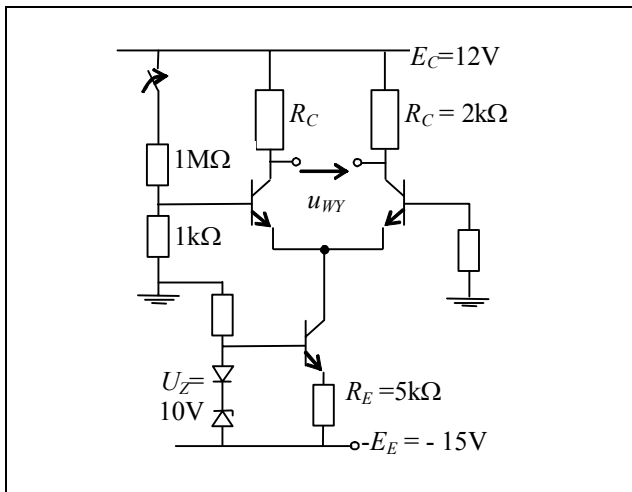 E_C=12V
R_C
R_C = 2kΩ
1MΩ
u_WY
1kΩ
U_Z=
10V
R_E =5kΩ
-E_E = - 15V